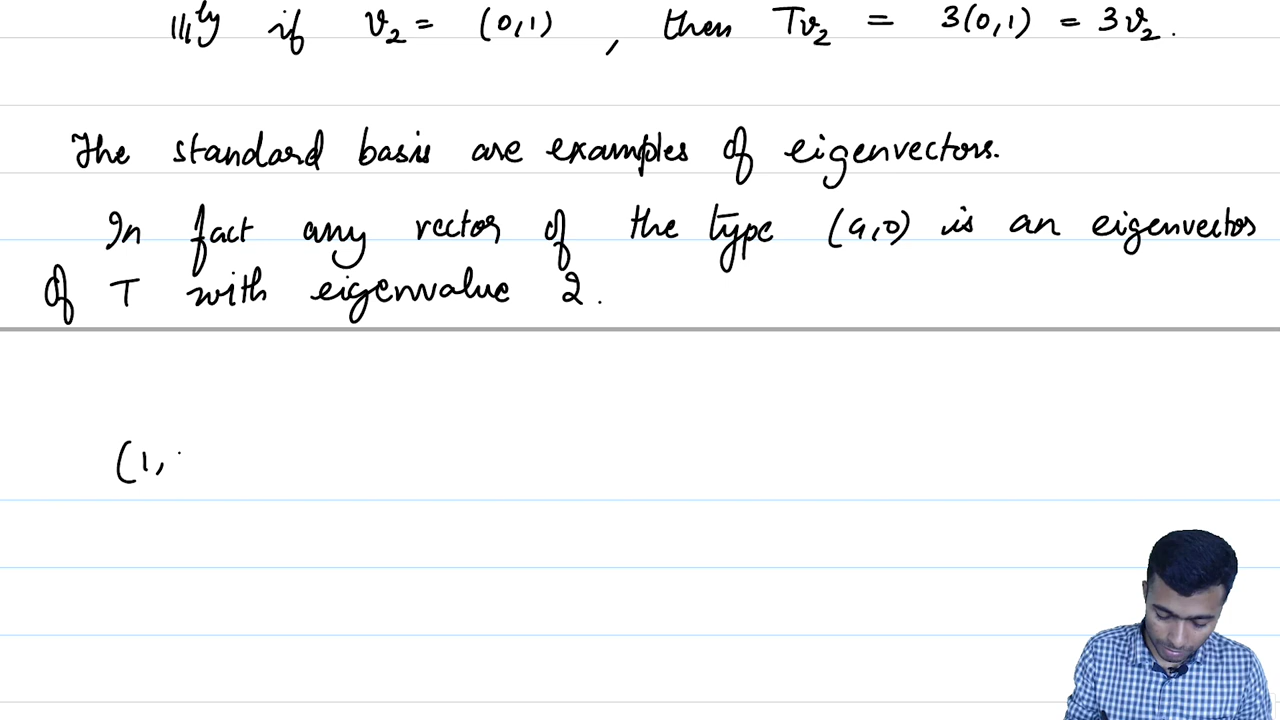 lllly if v₂ = (0,1) , then Tv₂ = 3(0,1) = 3v₂.
The standard basis are examples of eigenvectors.
In fact any vector of the type (a,0) is an eigenvector
of T with eigenvalue 2.
(1,